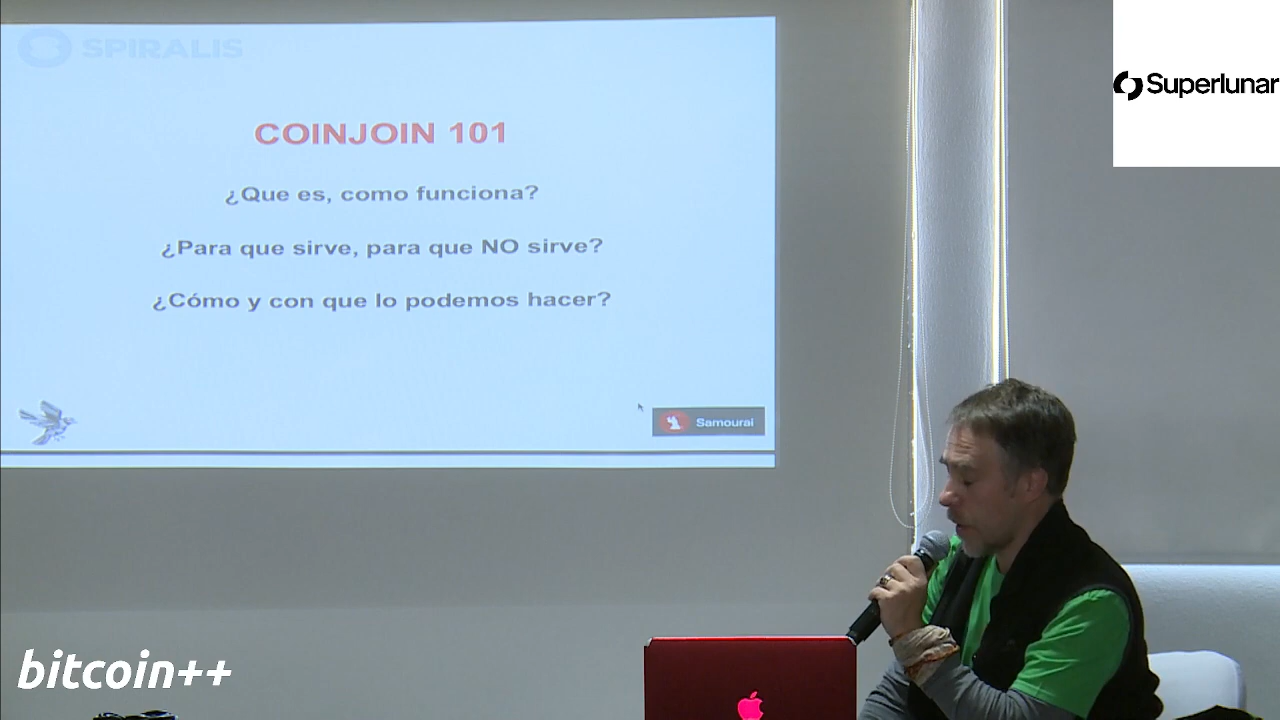 SPIRALIS
Superlunar
COINJOIN 101
¿Que es, como funciona?
¿Para que sirve, para que NO sirve?
¿Cómo y con que lo podemos hacer?
Samourai
bitcoin++